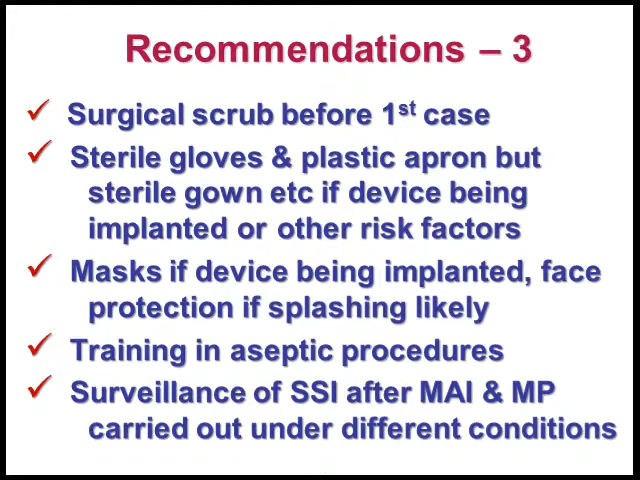 Recommendations – 3
✓ Surgical scrub before 1st case
✓ Sterile gloves & plastic apron but
sterile gown etc if device being
implanted or other risk factors
✓ Masks if device being implanted, face
protection if splashing likely
✓ Training in aseptic procedures
✓ Surveillance of SSI after MAI & MP
carried out under different conditions